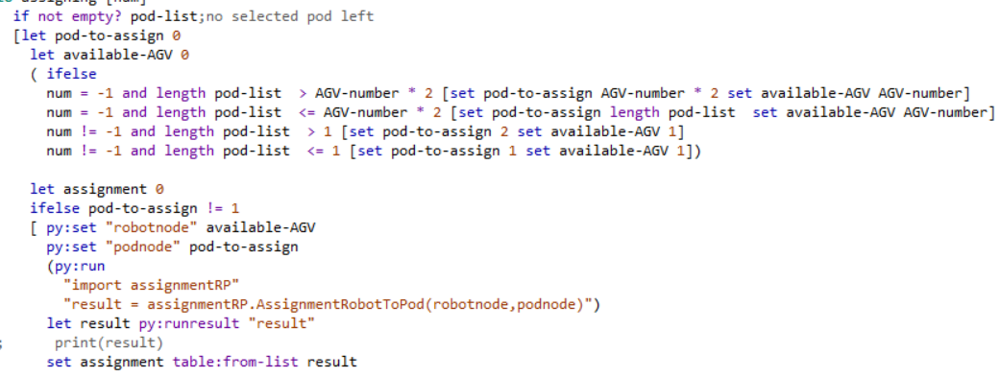 if not empty? pod-list;no selected pod left
[let pod-to-assign 0
let available-AGV 0
( ifelse
num = -1 and length pod-list  > AGV-number * 2 [set pod-to-assign AGV-number * 2 set available-AGV AGV-number]
num = -1 and length pod-list  <= AGV-number * 2 [set pod-to-assign length pod-list  set available-AGV AGV-number]
num != -1 and length pod-list  > 1 [set pod-to-assign 2 set available-AGV 1]
num != -1 and length pod-list  <= 1 [set pod-to-assign 1 set available-AGV 1])
let assignment 0
ifelse pod-to-assign != 1
[ py:set "robotnode" available-AGV
py:set "podnode" pod-to-assign
(py:run
"import assignmentRP"
"result = assignmentRP.AssignmentRobotToPod(robotnode,podnode)")
let result py:runresult "result"
; print(result)
set assignment table:from-list result